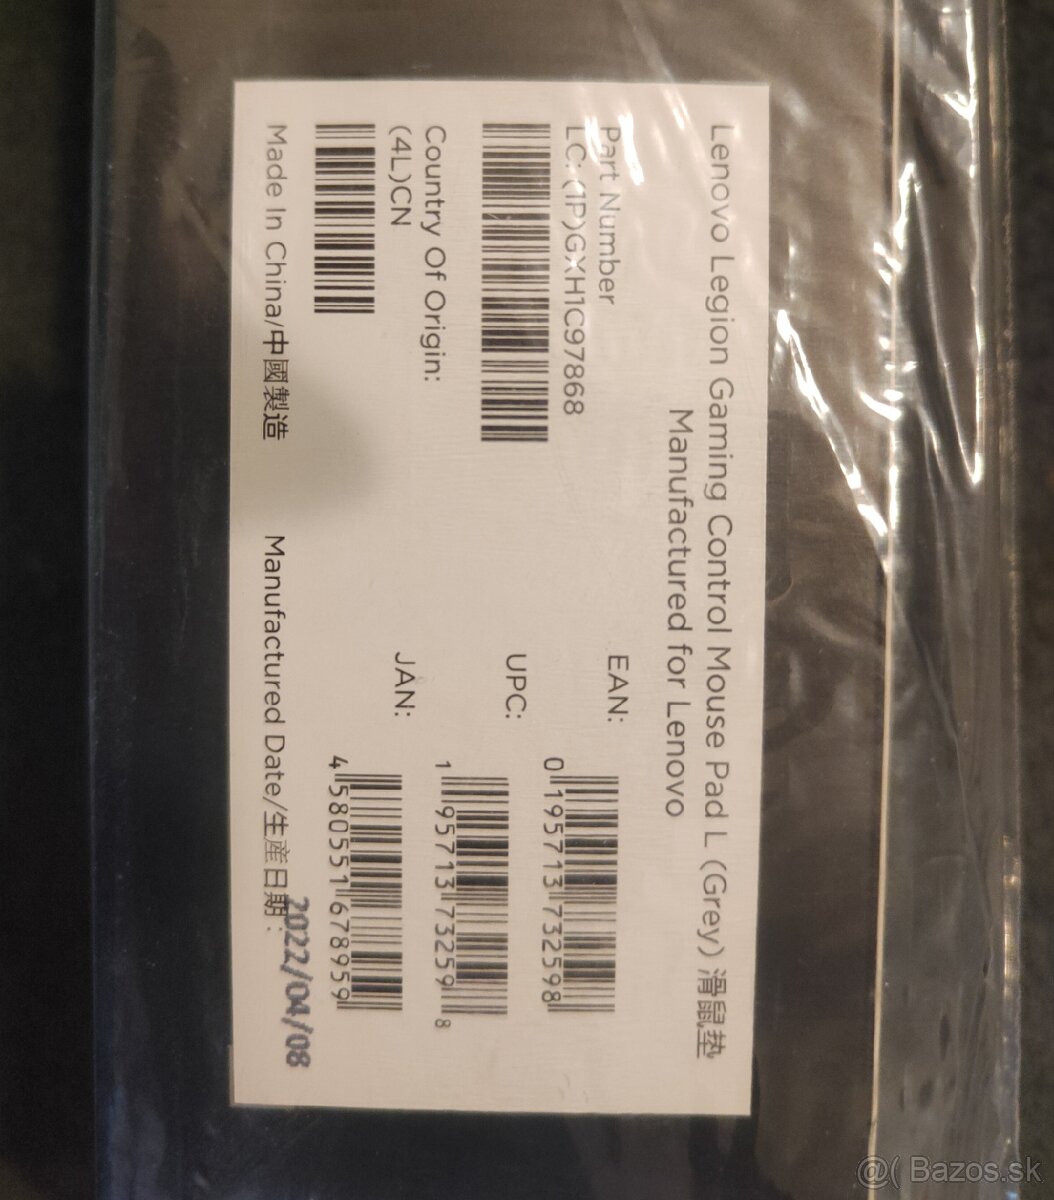 Lenovo Legion Gaming Control Mouse Pad L (Grey) 滑鼠垫
Manufactured for Lenovo
Part Number
LC: (1P)GXH1C97868
Country Of Origin:
(4L)CN
Made In China/中國製造
EAN:
0 195713 732598
UPC:
1 95713 73259 8
JAN:
4 580551 678959
Manufactured Date/生産日期:
2022/04/08
@( Bazos.sk